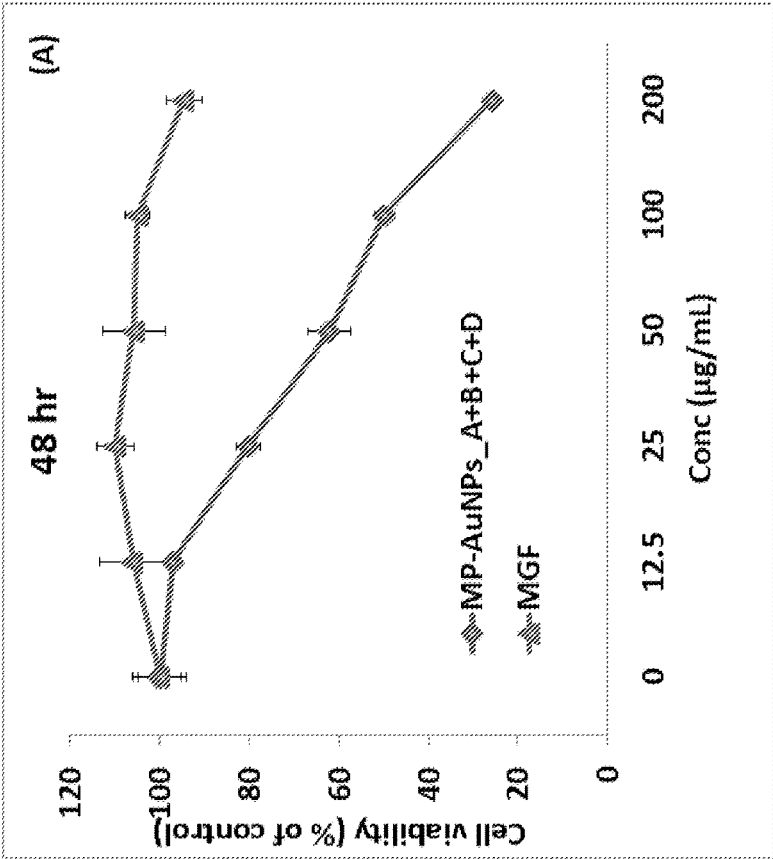 (A)
48 hr
120
100
80
60
40
20
0
Cell viability (% of control)
MP-AuNPs_A+B+C+D
MGF
0 12.5 25 50 100 200
Conc (µg/mL)